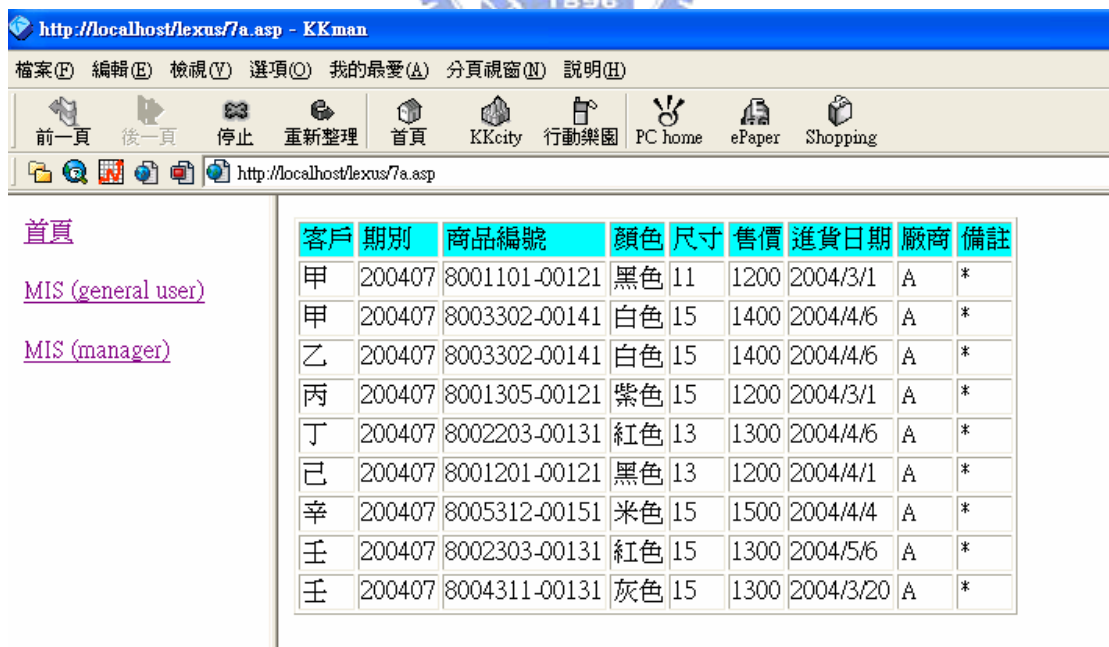 1896
http://localhost/lexus/7a.asp - KKman
檔案(F) 編輯(E) 檢視(V) 選項(O) 我的最愛(A) 分頁視窗(N) 說明(H)
前一頁 後一頁 停止 重新整理 首頁 KKcity 行動樂園 PC home ePaper Shopping
http://localhost/lexus/7a.asp
首頁
MIS (general user)
MIS (manager)
客戶 期別 商品編號 顏色 尺寸 售價 進貨日期 廠商 備註
甲 200407 8001101-00121 黑色 11 1200 2004/3/1 A *
甲 200407 8003302-00141 白色 15 1400 2004/4/6 A *
乙 200407 8003302-00141 白色 15 1400 2004/4/6 A *
丙 200407 8001305-00121 紫色 15 1200 2004/3/1 A *
丁 200407 8002203-00131 紅色 13 1300 2004/4/6 A *
己 200407 8001201-00121 黑色 13 1200 2004/4/1 A *
辛 200407 8005312-00151 米色 15 1500 2004/4/4 A *
壬 200407 8002303-00131 紅色 15 1300 2004/5/6 A *
壬 200407 8004311-00131 灰色 15 1300 2004/3/20 A *